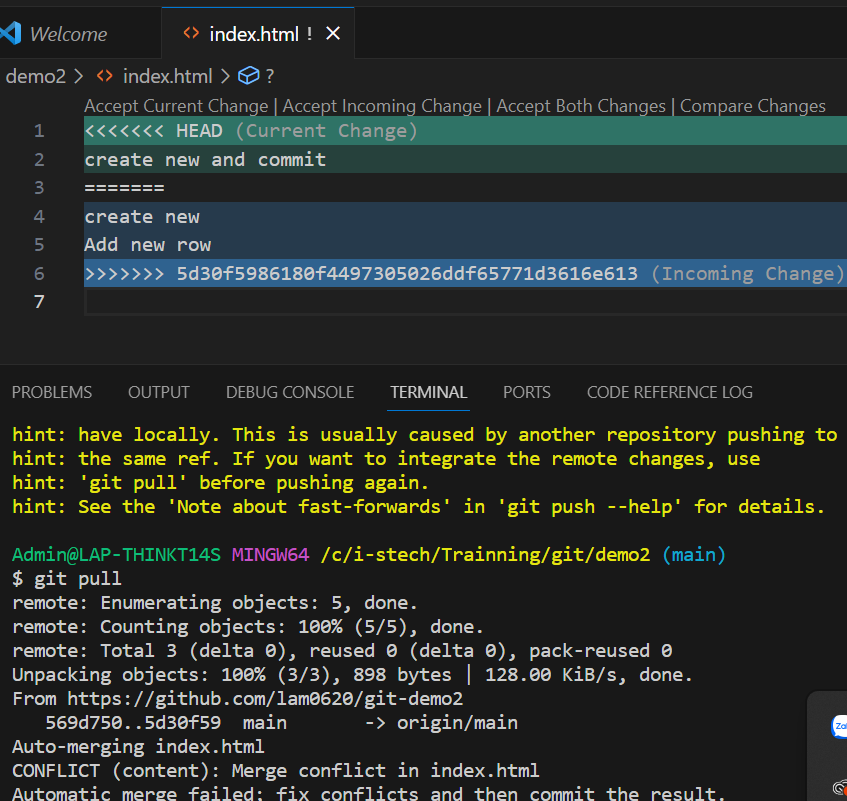 Welcome
index.html ! ×
demo2 > <> index.html > ?
Accept Current Change | Accept Incoming Change | Accept Both Changes | Compare Changes
1 <<<<<<< HEAD (Current Change)
2 create new and commit
3 =======
4 create new
5 Add new row
6 >>>>>>> 5d30f5986180f4497305026ddf65771d3616e613 (Incoming Change)
7
PROBLEMS OUTPUT DEBUG CONSOLE TERMINAL PORTS CODE REFERENCE LOG
hint: have locally. This is usually caused by another repository pushing to
hint: the same ref. If you want to integrate the remote changes, use
hint: 'git pull' before pushing again.
hint: See the 'Note about fast-forwards' in 'git push --help' for details.
Admin@LAP-THINKT14S MINGW64 /c/i-stech/Trainning/git/demo2 (main)
$ git pull
remote: Enumerating objects: 5, done.
remote: Counting objects: 100% (5/5), done.
remote: Total 3 (delta 0), reused 0 (delta 0), pack-reused 0
Unpacking objects: 100% (3/3), 898 bytes | 128.00 KiB/s, done.
From https://github.com/lam0620/git-demo2
569d750..5d30f59 main -> origin/main
Auto-merging index.html
CONFLICT (content): Merge conflict in index.html
Automatic merge failed; fix conflicts and then commit the result.